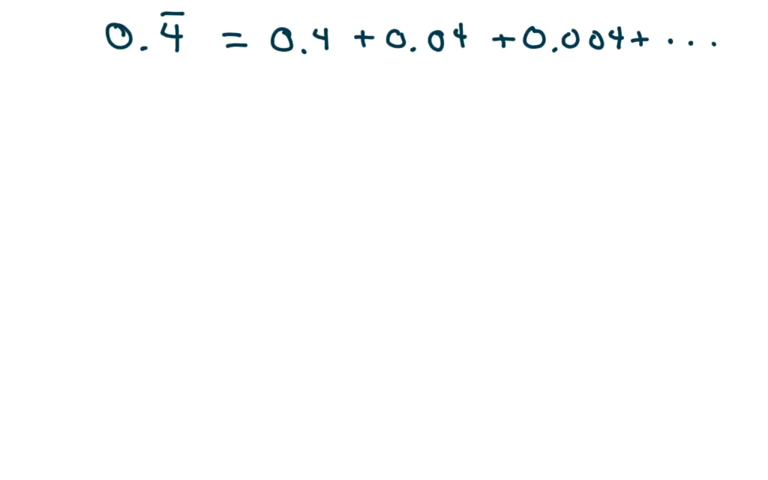 0.4̅ = 0.4 + 0.04 + 0.004 + ...